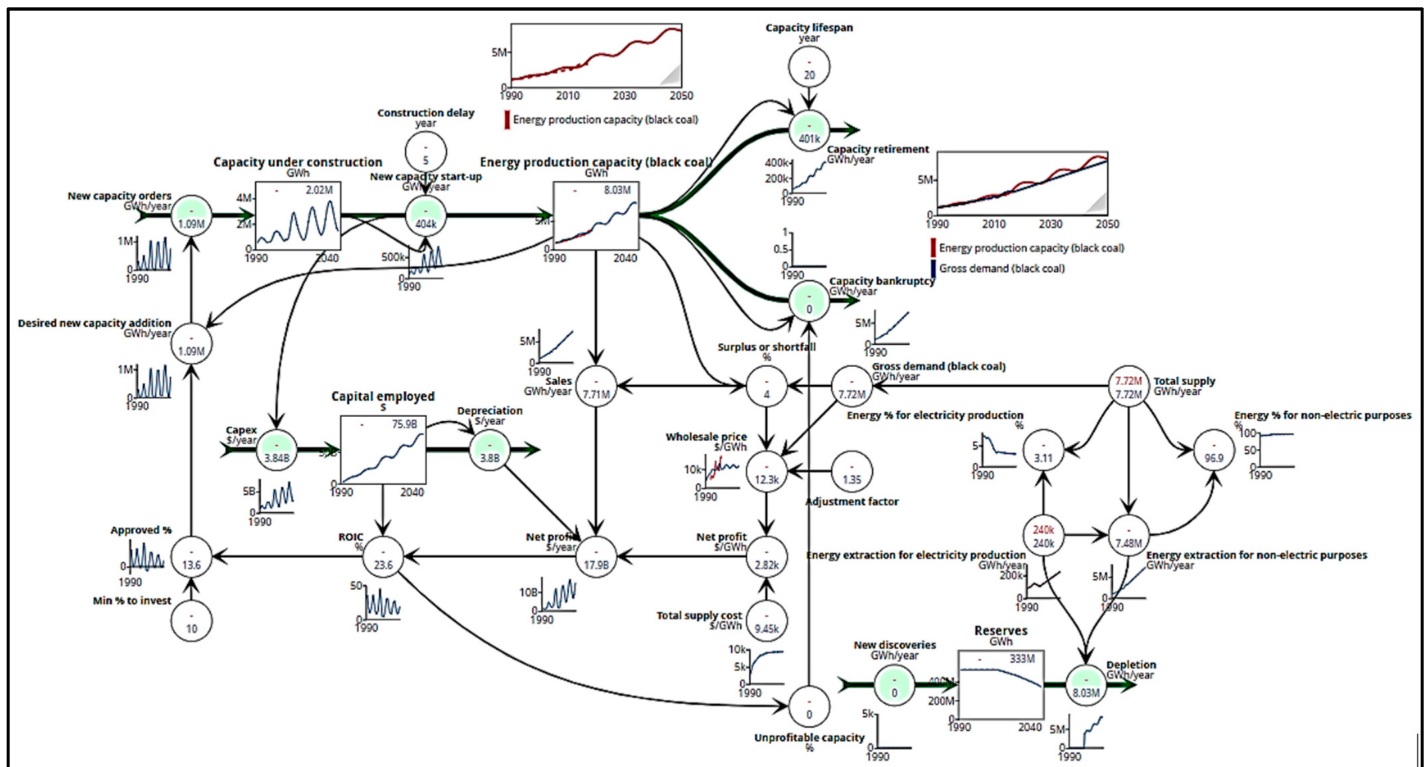 5M
0
1990
2010
2030
2050
Energy production capacity (black coal)
Capacity lifespan
year
-
20
Construction delay
year
-
5
-
401k
Capacity retirement
GWh/year
400k
200k
0
1990
Capacity under construction
GWh
-
2.02M
4M
2M
0
1990
2040
New capacity start-up
GWh/year
-
404k
500k
0
1990
Energy production capacity (black coal)
GWh
-
8.03M
5M
0
1990
2040
5M
0
1990
2010
2030
2050
Energy production capacity (black coal)
Gross demand (black coal)
New capacity orders
GWh/year
-
1.09M
1M
0
1990
1
0.5
0
1990
Capacity bankruptcy
GWh/year
-
0
Desired new capacity addition
GWh/year
-
1.09M
1M
0
1990
5M
0
1990
Sales
GWh/year
-
7.71M
Surplus or shortfall
%
-
4
5M
0
1990
Gross demand (black coal)
GWh/year
-
7.72M
7.72M
7.72M
Total supply
GWh/year
Capital employed
$
-
75.9B
0
1990
2040
Depreciation
$/year
-
3.8B
Capex
$/year
-
3.84B
5B
0
1990
Energy % for electricity production
%
-
3.11
5
0
1990
Energy % for non-electric purposes
%
-
96.9
100
50
0
1990
Wholesale price
$/GWh
-
12.3k
10k
0
1990
-
1.35
Adjustment factor
Approved %
-
13.6
0
1990
ROIC
%
-
23.6
50
0
1990
Net profit
$/year
-
17.9B
10B
0
1990
Net profit
$/GWh
-
2.82k
240k
240k
Energy extraction for electricity production
GWh/year
200k
0
1990
-
7.48M
Energy extraction for non-electric purposes
GWh/year
5M
0
1990
Min % to invest
-
10
Total supply cost
$/GWh
-
9.45k
10k
5k
0
1990
New discoveries
GWh/year
-
0
5k
0
1990
Reserves
GWh
-
333M
400M
200M
0
1990
2040
Depletion
GWh/year
-
8.03M
5M
0
1990
-
0
Unprofitable capacity
%